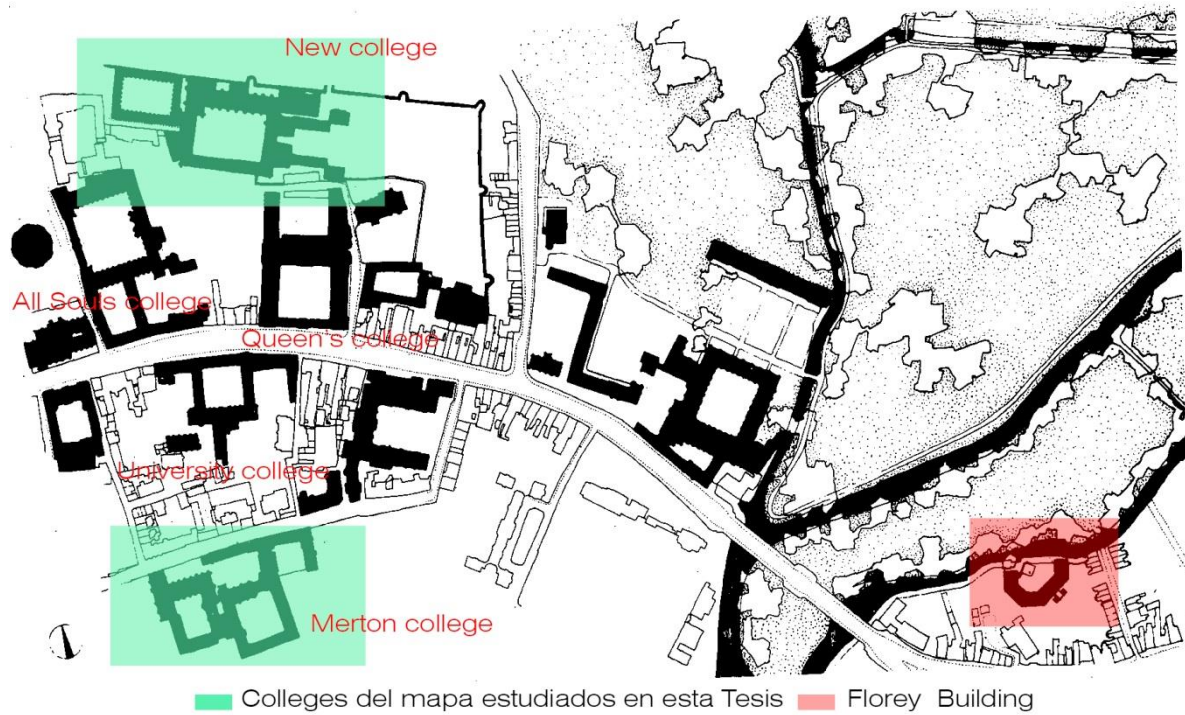 New college
All Souls college
Queen's college
University college
Merton college
Colleges del mapa estudiados en esta Tesis
Florey Building